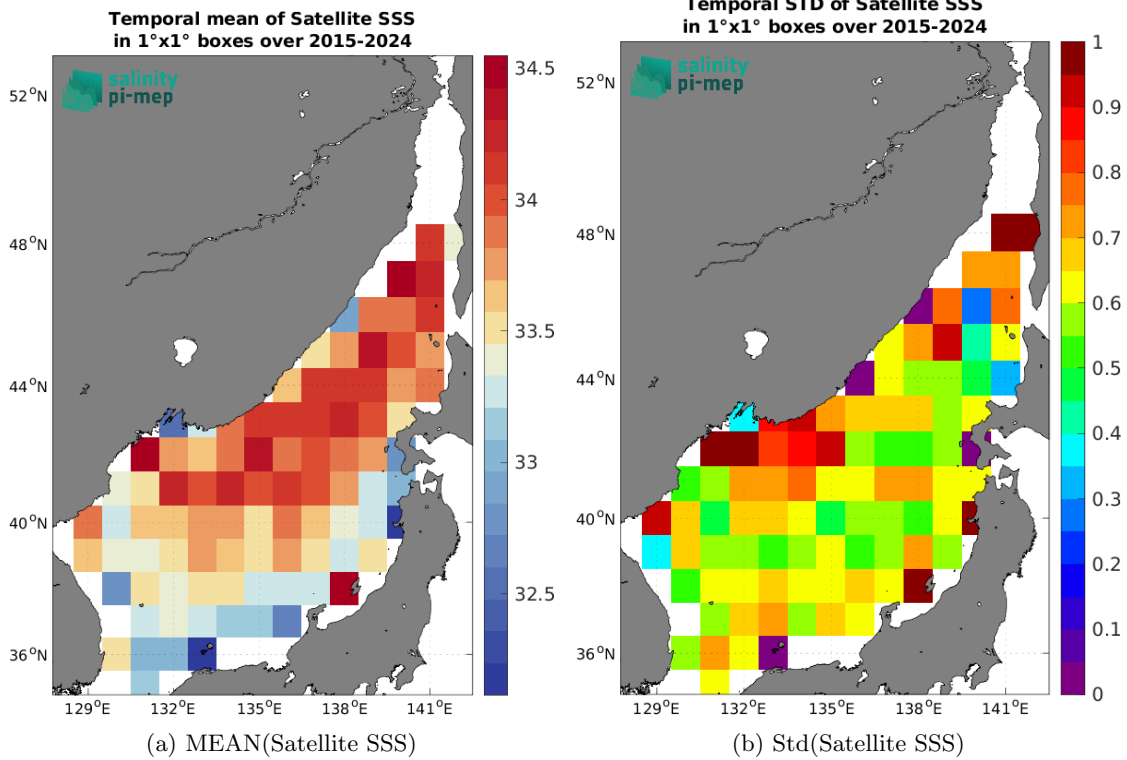 Temporal mean of Satellite SSS
in 1°x1° boxes over 2015-2024
salinity
pi-mep
52°N
48°N
44°N
40°N
36°N
129°E
132°E
135°E
138°E
141°E
34.5
34
33.5
33
32.5
(a) MEAN(Satellite SSS)
Temporal STD of Satellite SSS
in 1°x1° boxes over 2015-2024
salinity
pi-mep
52°N
48°N
44°N
40°N
36°N
129°E
132°E
135°E
138°E
141°E
1
0.9
0.8
0.7
0.6
0.5
0.4
0.3
0.2
0.1
0
(b) Std(Satellite SSS)